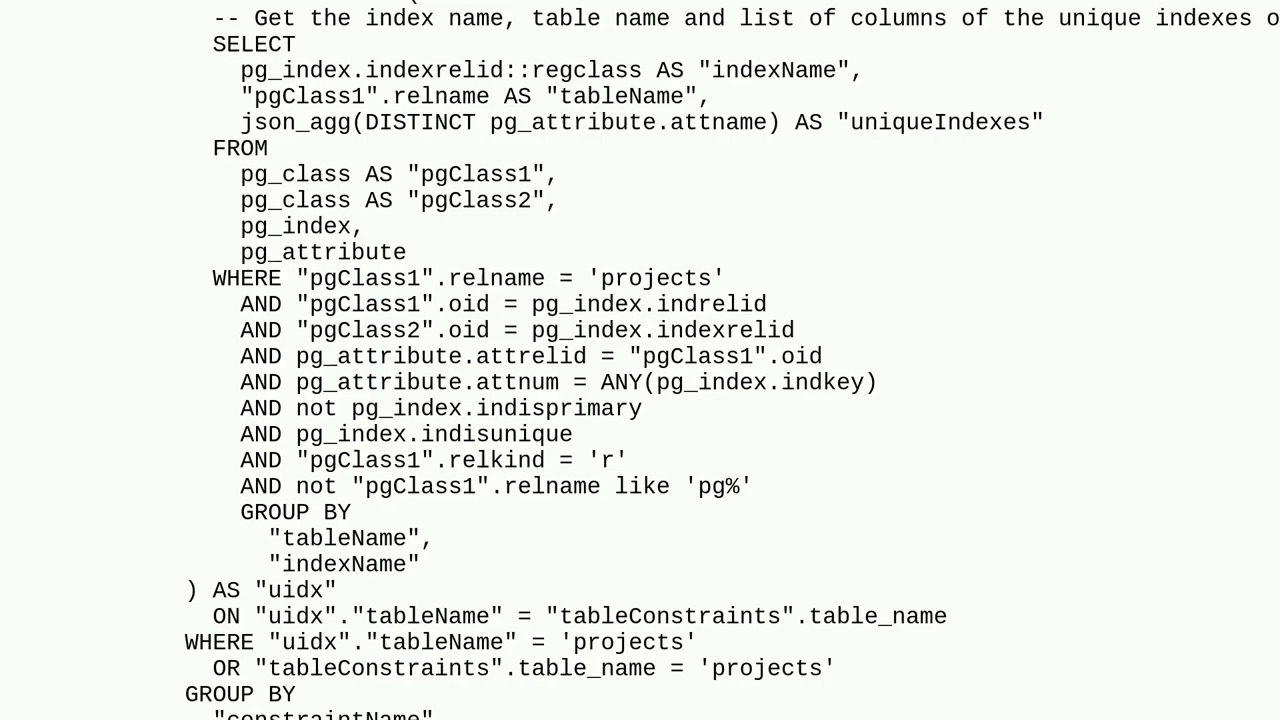 -- Get the index name, table name and list of columns of the unique indexes o
SELECT
pg_index.indexrelid::regclass AS "indexName",
"pgClass1".relname AS "tableName",
json_agg(DISTINCT pg_attribute.attname) AS "uniqueIndexes"
FROM
pg_class AS "pgClass1",
pg_class AS "pgClass2",
pg_index,
pg_attribute
WHERE "pgClass1".relname = 'projects'
AND "pgClass1".oid = pg_index.indrelid
AND "pgClass2".oid = pg_index.indexrelid
AND pg_attribute.attrelid = "pgClass1".oid
AND pg_attribute.attnum = ANY(pg_index.indkey)
AND not pg_index.indisprimary
AND pg_index.indisunique
AND "pgClass1".relkind = 'r'
AND not "pgClass1".relname like 'pg%'
GROUP BY
"tableName",
"indexName"
) AS "uidx"
ON "uidx"."tableName" = "tableConstraints".table_name
WHERE "uidx"."tableName" = 'projects'
OR "tableConstraints".table_name = 'projects'
GROUP BY
"constraintName"